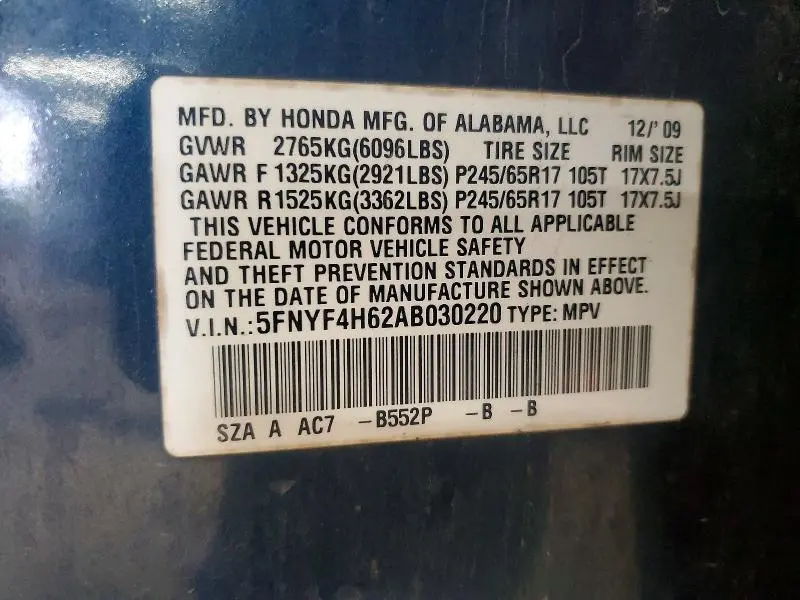 MFD. BY HONDA MFG. OF ALABAMA, LLC 12/'09
GVWR 2765KG(6096LBS) TIRE SIZE RIM SIZE
GAWR F 1325KG(2921LBS) P245/65R17 105T 17X7.5J
GAWR R 1525KG(3362LBS) P245/65R17 105T 17X7.5J
THIS VEHICLE CONFORMS TO ALL APPLICABLE
FEDERAL MOTOR VEHICLE SAFETY
AND THEFT PREVENTION STANDARDS IN EFFECT
ON THE DATE OF MANUFACTURE SHOWN ABOVE.
V.I.N.: 5FNYF4H62AB030220 TYPE: MPV
SZA A AC7 -B552P -B -B